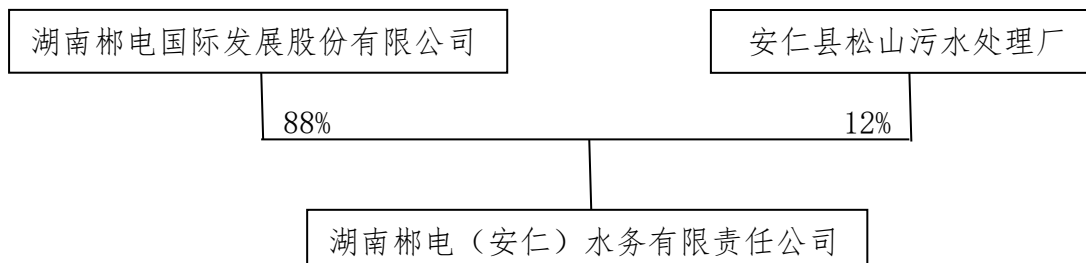 湖南郴电国际发展股份有限公司
安仁县松山污水处理厂
88%
12%
湖南郴电（安仁）水务有限责任公司